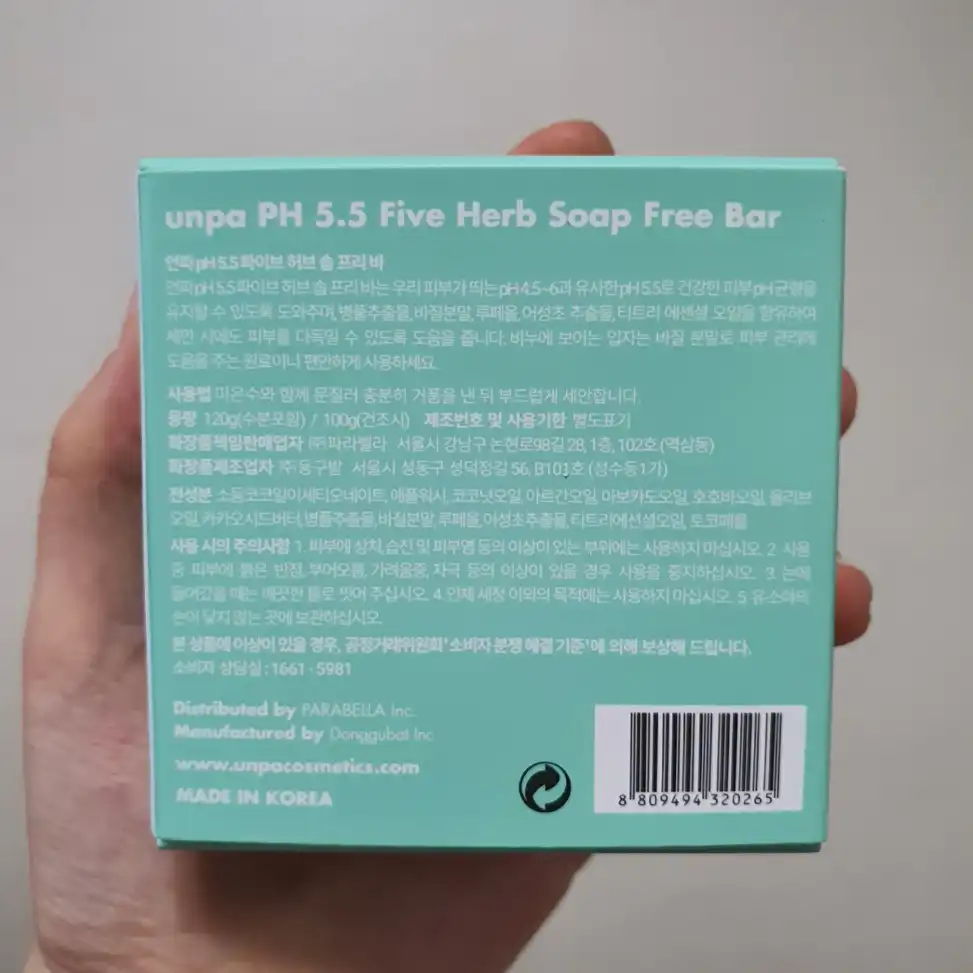 unpa PH 5.5 Five Herb Soap Free Bar
언파 pH 5.5 파이브 허브 솝 프리 바
언파 pH 5.5 파이브 허브 솝 프리 바는 우리 피부가 띄는 pH 4.5~6과 유사한 pH 5.5로 건강한 피부 pH 균형을
유지할 수 있도록 도와주며, 병풀추출물, 바질분말, 루페올, 어성초 추출물, 티트리 에센셜 오일을 함유하여
세안 시에도 피부를 다독일 수 있도록 도움을 줍니다. 비누에 보이는 입자는 바질 분말로 피부 관리에
도움을 주는 원료이니 편안하게 사용하세요.
사용법 미온수와 함께 문질러 충분히 거품을 낸 뒤 부드럽게 세안합니다.
용량 120g(수분포함) / 100g(건조시) 제조번호 및 사용기한 별도표기
화장품책임판매업자 ㈜파라벨라 서울시 강남구 논현로98길 28, 1층, 102호 (역삼동)
화장품제조업자 ㈜동구밭 서울시 성동구 성덕정길 56, B101호 (성수동1가)
전성분 소듐코코일이세티오네이트, 애플워시, 코코넛오일, 아르간오일, 아보카도오일, 호호바오일, 올리브
오일, 카카오시드버터, 병풀추출물, 바질분말, 루페올, 어성초추출물, 티트리에센셜오일, 토코페롤
사용 시의 주의사항 1. 피부에 상처, 습진 및 피부염 등의 이상이 있는 부위에는 사용하지 마십시오. 2. 사용
중 피부에 붉은 반점, 부어오름, 가려움증, 자극 등의 이상이 있을 경우 사용을 중지하십시오. 3. 눈에
들어갔을 때는 깨끗한 물로 씻어 주십시오. 4. 인체 세정 이외의 목적에는 사용하지 마십시오. 5. 유·소아의
손이 닿지 않는 곳에 보관하십시오.
본 상품에 이상이 있을 경우, 공정거래위원회 '소비자 분쟁 해결 기준'에 의해 보상해 드립니다.
소비자 상담실 : 1661 - 5981
Distributed by PARABELLA Inc.
Manufactured by Donggubat Inc
www.unpacosmetics.com
MADE IN KOREA
8 809494 320265